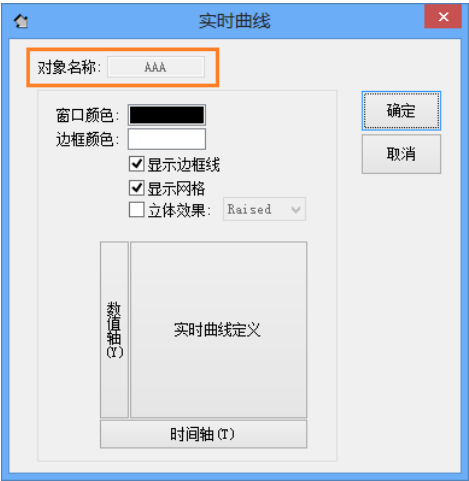 实时曲线
对象名称: AAA
窗口颜色:
边框颜色:
显示边框线
显示网格
立体效果: Raised
确定
取消
数值轴(Y)
实时曲线定义
时间轴(T)